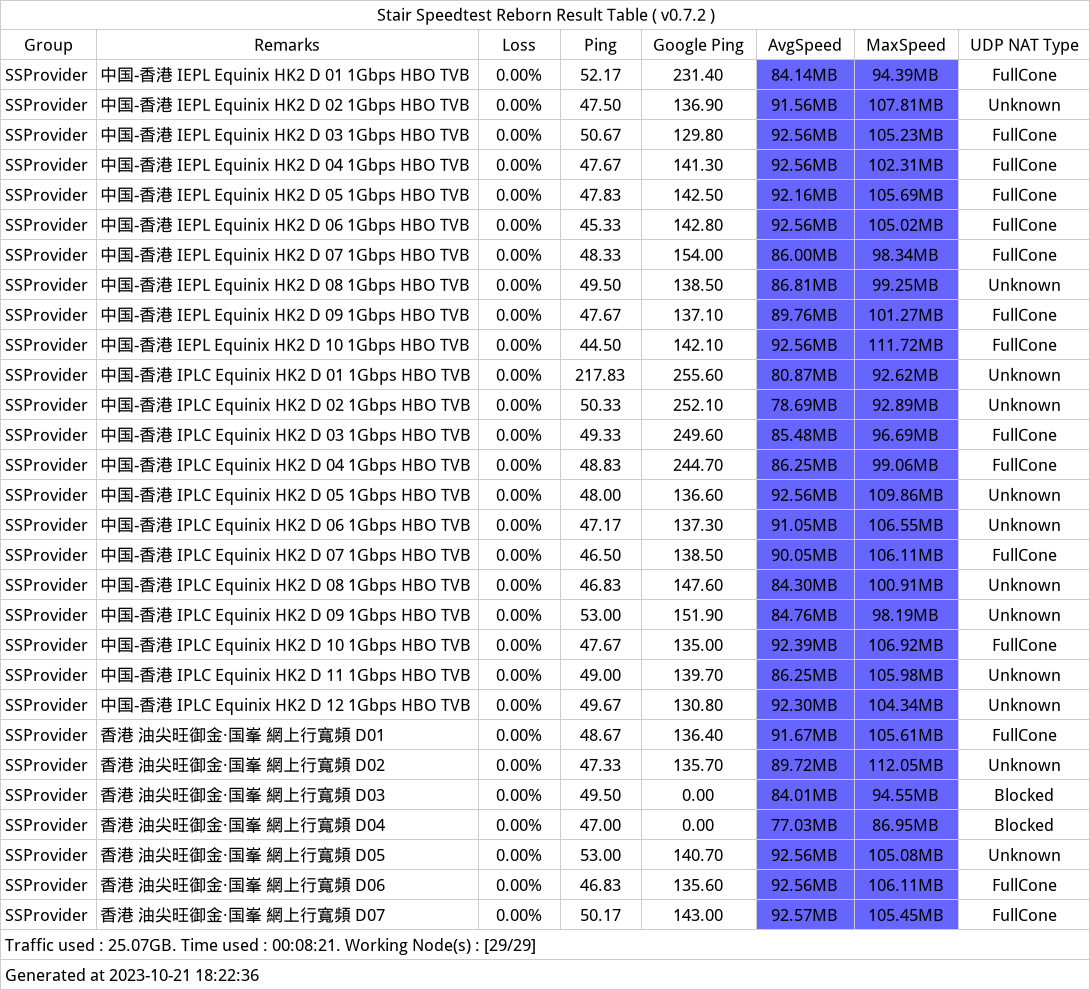 Stair Speedtest Reborn Result Table ( v0.7.2 )
Group Remarks Loss Ping Google Ping AvgSpeed MaxSpeed UDP NAT Type
SSProvider 中国-香港 IEPL Equinix HK2 D 01 1Gbps HBO TVB 0.00% 52.17 231.40 84.14MB 94.39MB FullCone
SSProvider 中国-香港 IEPL Equinix HK2 D 02 1Gbps HBO TVB 0.00% 47.50 136.90 91.56MB 107.81MB Unknown
SSProvider 中国-香港 IEPL Equinix HK2 D 03 1Gbps HBO TVB 0.00% 50.67 129.80 92.56MB 105.23MB FullCone
SSProvider 中国-香港 IEPL Equinix HK2 D 04 1Gbps HBO TVB 0.00% 47.67 141.30 92.56MB 102.31MB FullCone
SSProvider 中国-香港 IEPL Equinix HK2 D 05 1Gbps HBO TVB 0.00% 47.83 142.50 92.16MB 105.69MB FullCone
SSProvider 中国-香港 IEPL Equinix HK2 D 06 1Gbps HBO TVB 0.00% 45.33 142.80 92.56MB 105.02MB FullCone
SSProvider 中国-香港 IEPL Equinix HK2 D 07 1Gbps HBO TVB 0.00% 48.33 154.00 86.00MB 98.34MB FullCone
SSProvider 中国-香港 IEPL Equinix HK2 D 08 1Gbps HBO TVB 0.00% 49.50 138.50 86.81MB 99.25MB Unknown
SSProvider 中国-香港 IEPL Equinix HK2 D 09 1Gbps HBO TVB 0.00% 47.67 137.10 89.76MB 101.27MB FullCone
SSProvider 中国-香港 IEPL Equinix HK2 D 10 1Gbps HBO TVB 0.00% 44.50 142.10 92.56MB 111.72MB FullCone
SSProvider 中国-香港 IPLC Equinix HK2 D 01 1Gbps HBO TVB 0.00% 217.83 255.60 80.87MB 92.62MB Unknown
SSProvider 中国-香港 IPLC Equinix HK2 D 02 1Gbps HBO TVB 0.00% 50.33 252.10 78.69MB 92.89MB Unknown
SSProvider 中国-香港 IPLC Equinix HK2 D 03 1Gbps HBO TVB 0.00% 49.33 249.60 85.48MB 96.69MB FullCone
SSProvider 中国-香港 IPLC Equinix HK2 D 04 1Gbps HBO TVB 0.00% 48.83 244.70 86.25MB 99.06MB FullCone
SSProvider 中国-香港 IPLC Equinix HK2 D 05 1Gbps HBO TVB 0.00% 48.00 136.60 92.56MB 109.86MB Unknown
SSProvider 中国-香港 IPLC Equinix HK2 D 06 1Gbps HBO TVB 0.00% 47.17 137.30 91.05MB 106.55MB Unknown
SSProvider 中国-香港 IPLC Equinix HK2 D 07 1Gbps HBO TVB 0.00% 46.50 138.50 90.05MB 106.11MB FullCone
SSProvider 中国-香港 IPLC Equinix HK2 D 08 1Gbps HBO TVB 0.00% 46.83 147.60 84.30MB 100.91MB Unknown
SSProvider 中国-香港 IPLC Equinix HK2 D 09 1Gbps HBO TVB 0.00% 53.00 151.90 84.76MB 98.19MB Unknown
SSProvider 中国-香港 IPLC Equinix HK2 D 10 1Gbps HBO TVB 0.00% 47.67 135.00 92.39MB 106.92MB FullCone
SSProvider 中国-香港 IPLC Equinix HK2 D 11 1Gbps HBO TVB 0.00% 49.00 139.70 86.25MB 105.98MB Unknown
SSProvider 中国-香港 IPLC Equinix HK2 D 12 1Gbps HBO TVB 0.00% 49.67 130.80 92.30MB 104.34MB Unknown
SSProvider 香港 油尖旺御金·国峯 網上行寬頻 D01 0.00% 48.67 136.40 91.67MB 105.61MB FullCone
SSProvider 香港 油尖旺御金·国峯 網上行寬頻 D02 0.00% 47.33 135.70 89.72MB 112.05MB Unknown
SSProvider 香港 油尖旺御金·国峯 網上行寬頻 D03 0.00% 49.50 0.00 84.01MB 94.55MB Blocked
SSProvider 香港 油尖旺御金·国峯 網上行寬頻 D04 0.00% 47.00 0.00 77.03MB 86.95MB Blocked
SSProvider 香港 油尖旺御金·国峯 網上行寬頻 D05 0.00% 53.00 140.70 92.56MB 105.08MB Unknown
SSProvider 香港 油尖旺御金·国峯 網上行寬頻 D06 0.00% 46.83 135.60 92.56MB 106.11MB FullCone
SSProvider 香港 油尖旺御金·国峯 網上行寬頻 D07 0.00% 50.17 143.00 92.57MB 105.45MB FullCone
Traffic used : 25.07GB. Time used : 00:08:21. Working Node(s) : [29/29]
Generated at 2023-10-21 18:22:36